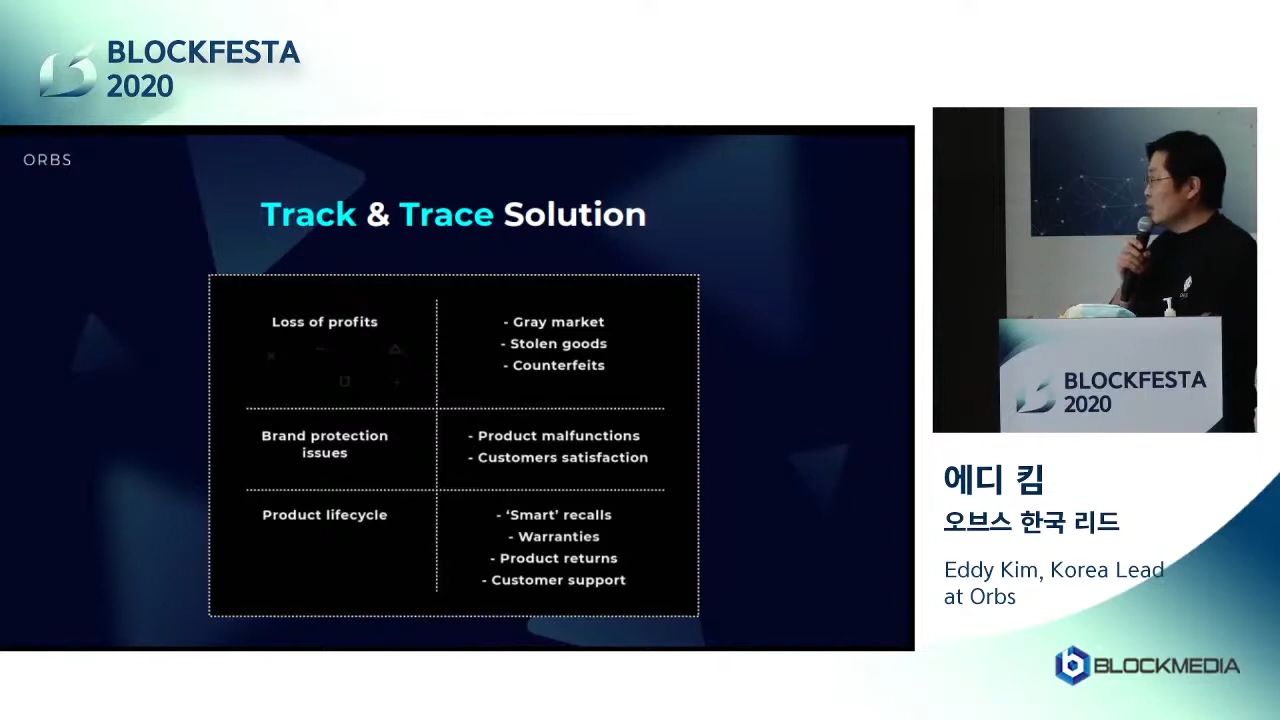 BLOCKFESTA
2020
ORBS
Track & Trace Solution
Loss of profits
- Gray market
- Stolen goods
- Counterfeits
Brand protection
issues
- Product malfunctions
- Customers satisfaction
Product lifecycle
- ‘Smart’ recalls
- Warranties
- Product returns
- Customer support
BLOCKFESTA
2020
에디 킴
오브스 한국 리드
Eddy Kim, Korea Lead
at Orbs
BLOCKMEDIA